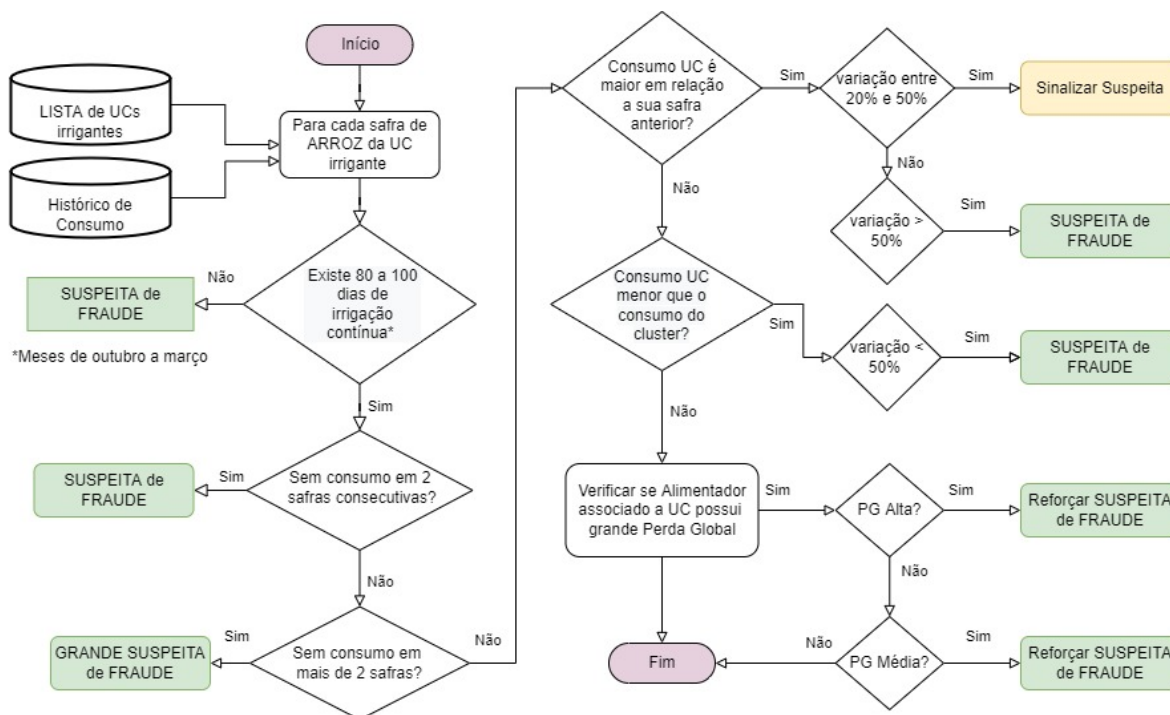 Início
LISTA de UCs
irrigantes
Histórico de
Consumo
Para cada safra de
ARROZ da UC
irrigante
Existe 80 a 100
dias de
irrigação
contínua*
Não
SUSPEITA de
FRAUDE
*Meses de outubro a março
Sim
Sem consumo em 2
safras consecutivas?
Sim
SUSPEITA de
FRAUDE
Não
Sem consumo em
mais de 2 safras?
Sim
GRANDE SUSPEITA
de FRAUDE
Não
Consumo UC é
maior em relação
a sua safra
anterior?
Sim
variação entre
20% e 50%
Sim
Sinalizar Suspeita
Não
variação >
50%
Sim
SUSPEITA de
FRAUDE
Não
Consumo UC
menor que o
consumo do
cluster?
Sim
variação <
50%
Sim
SUSPEITA de
FRAUDE
Não
Verificar se Alimentador
associado a UC possui
grande Perda Global
Sim
PG Alta?
Sim
Reforçar SUSPEITA
de FRAUDE
Não
PG Média?
Sim
Reforçar SUSPEITA
de FRAUDE
Não
Fim